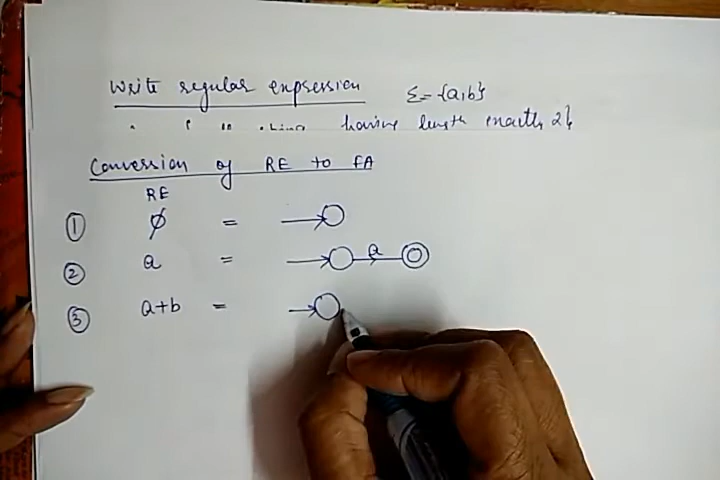 Write regular expression Σ={a,b}
having length exactly 2}
Conversion of RE to FA
RE
① ϕ =
② a = a
③ a+b =